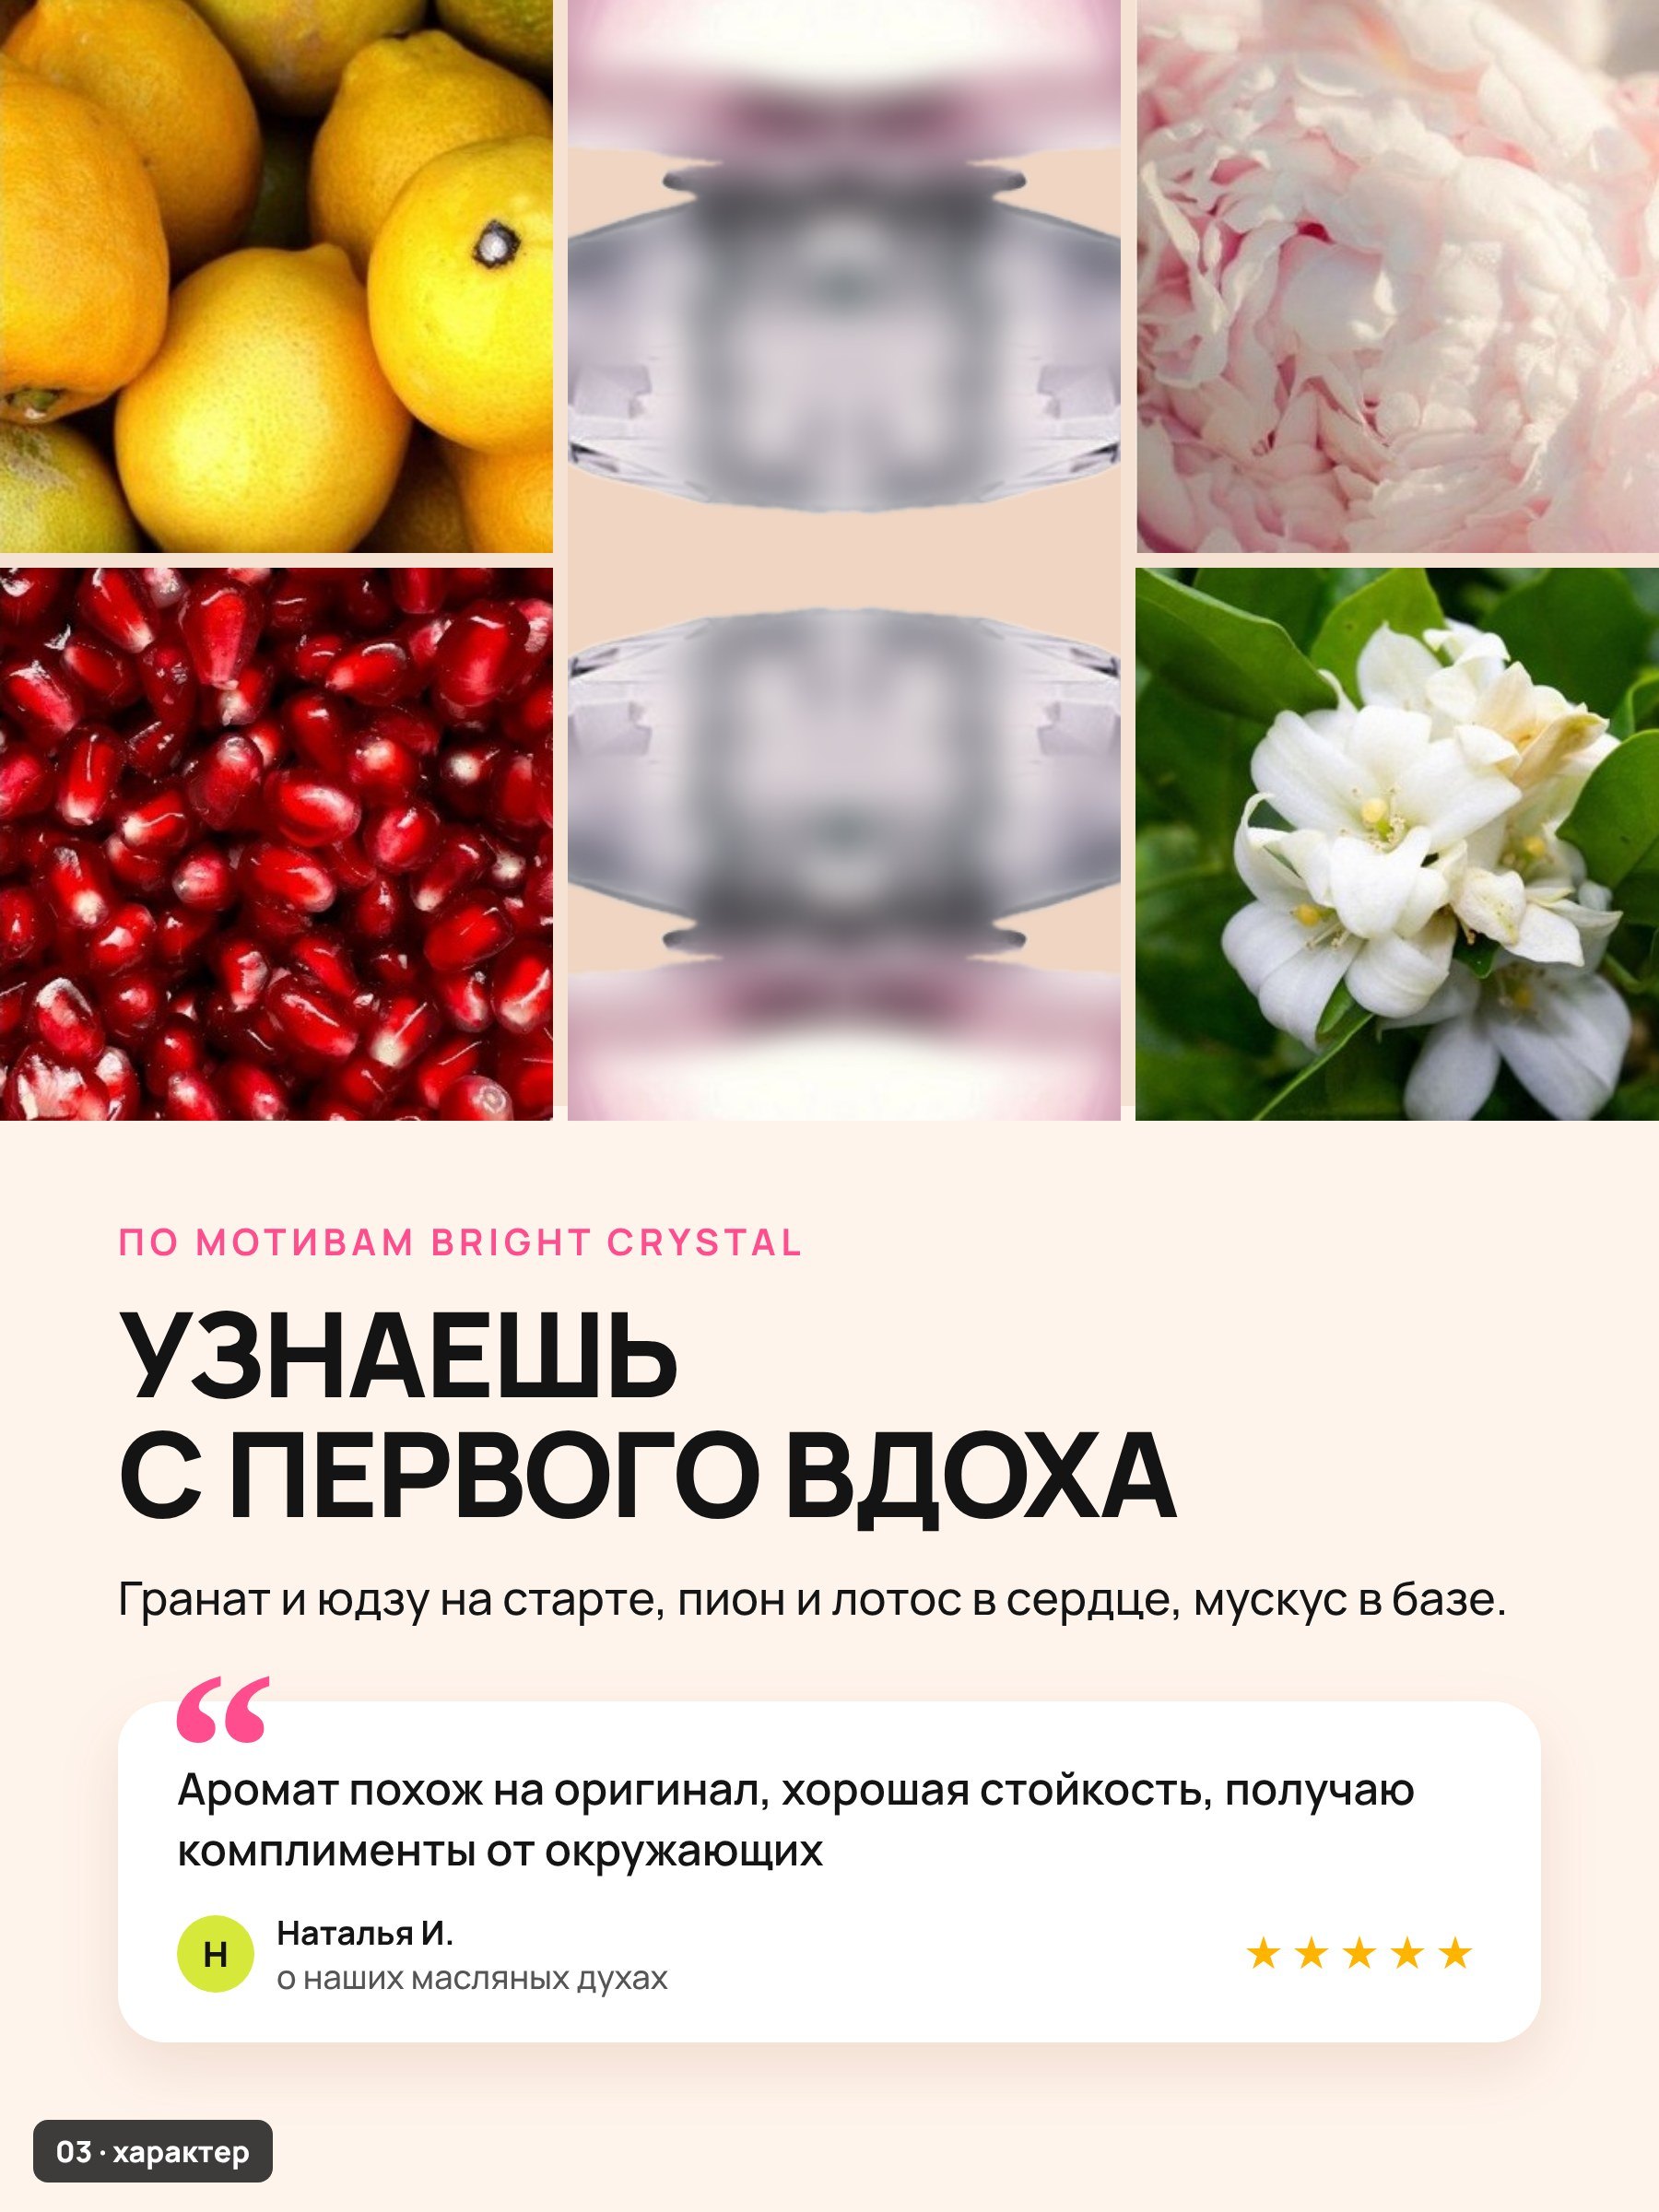 ПО МОТИВАМ BRIGHT CRYSTAL
УЗНАЕШЬ
С ПЕРВОГО ВДОХА
Гранат и юдзу на старте, пион и лотос в сердце, мускус в базе.
“
Аромат похож на оригинал, хорошая стойкость, получаю
комплименты от окружающих
Н
Наталья И.
о наших масляных духах
★★★★★
03 · характер